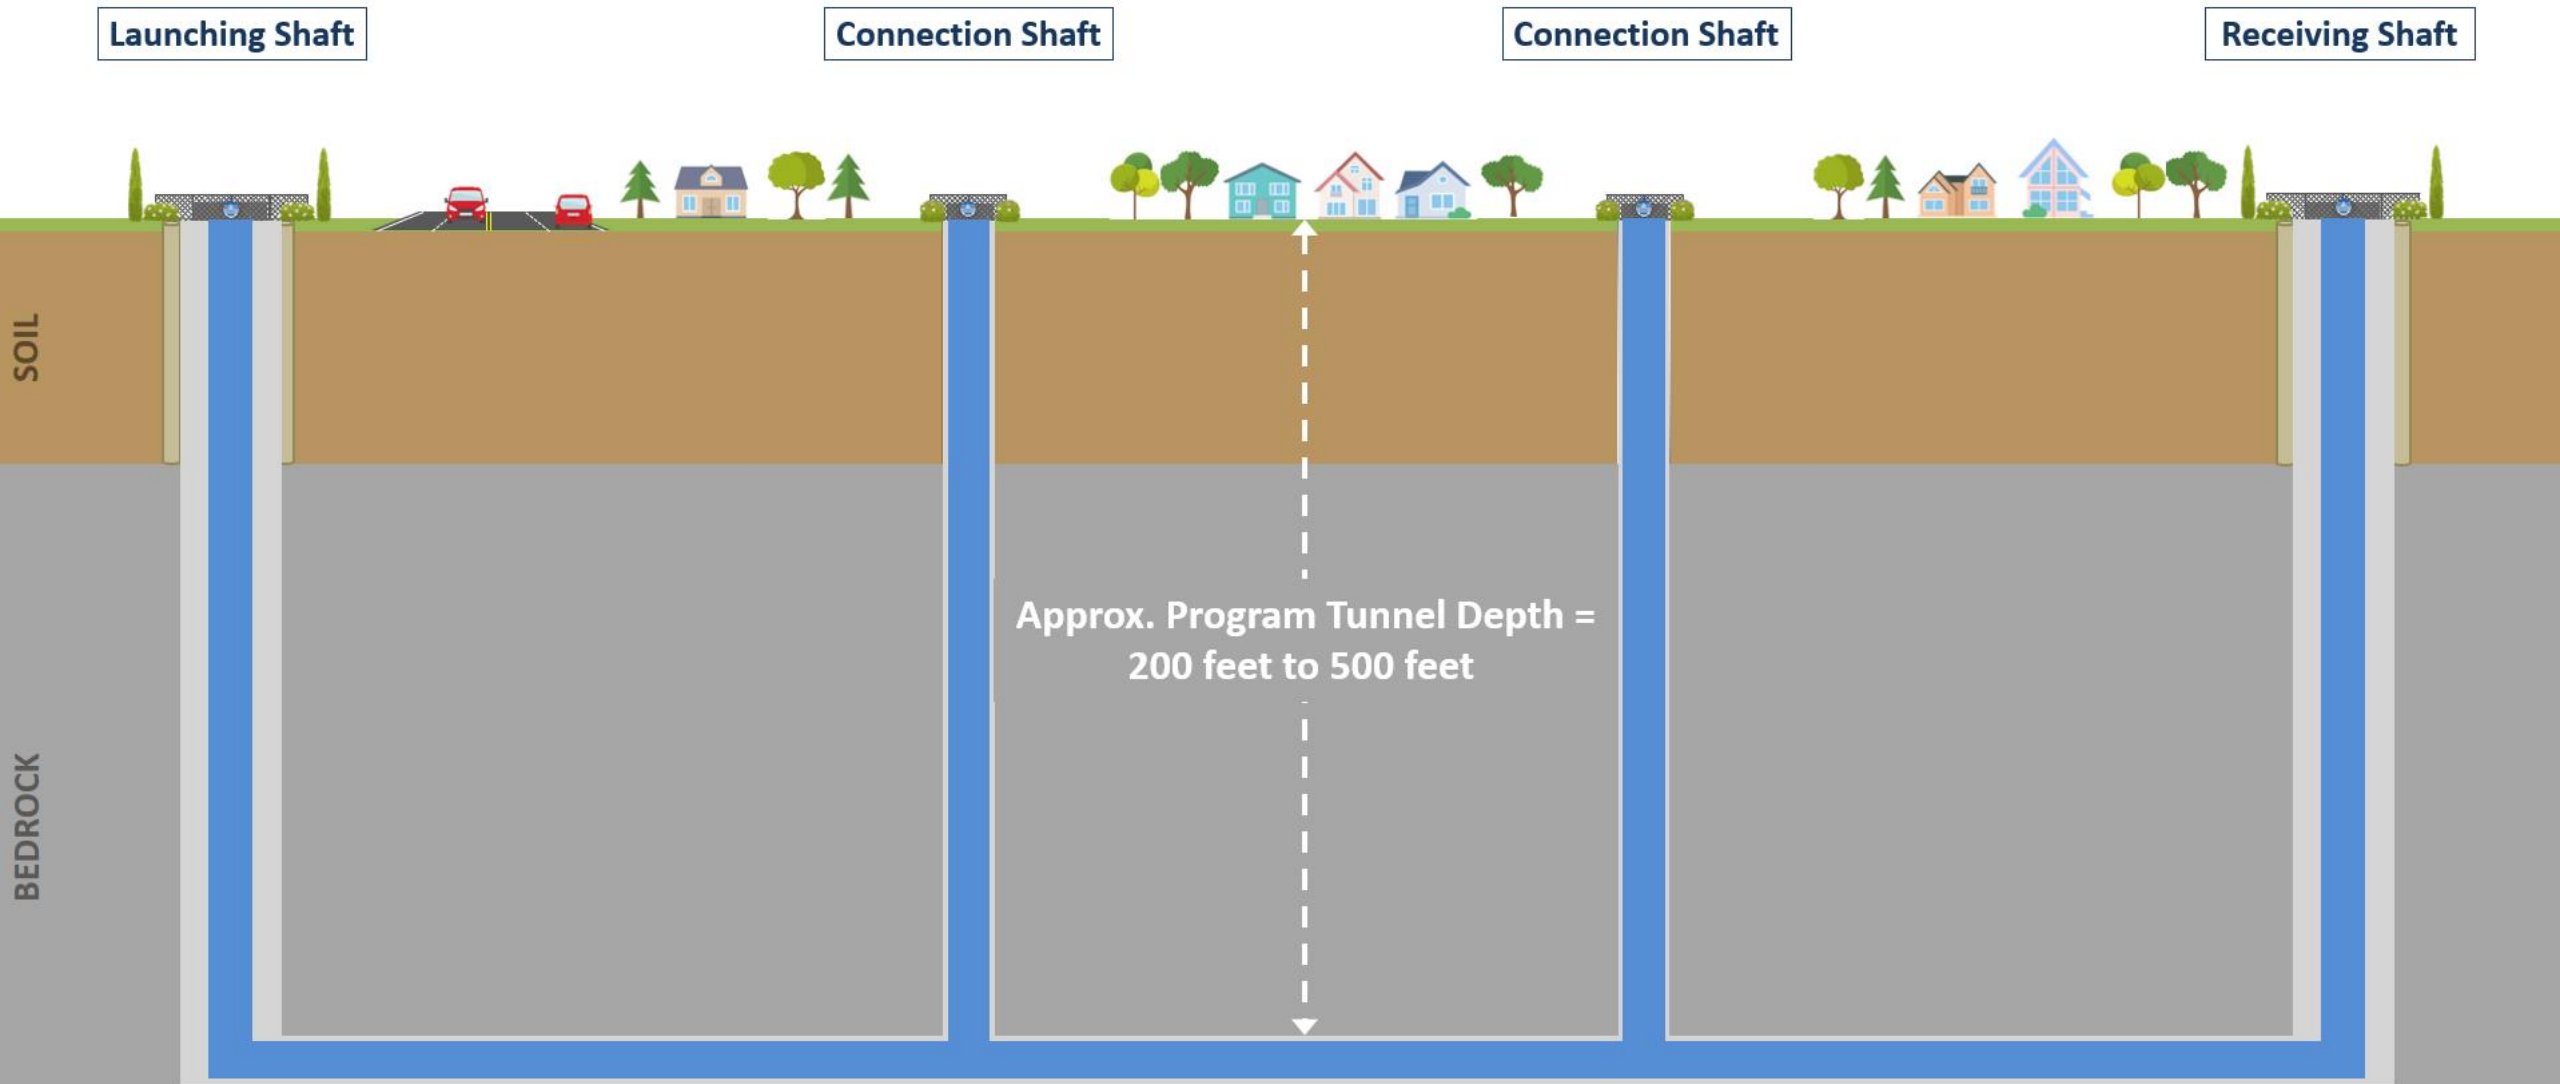 Launching Shaft
Connection Shaft
Connection Shaft
Receiving Shaft
SOIL
Approx. Program Tunnel Depth =
200 feet to 500 feet
BEDROCK